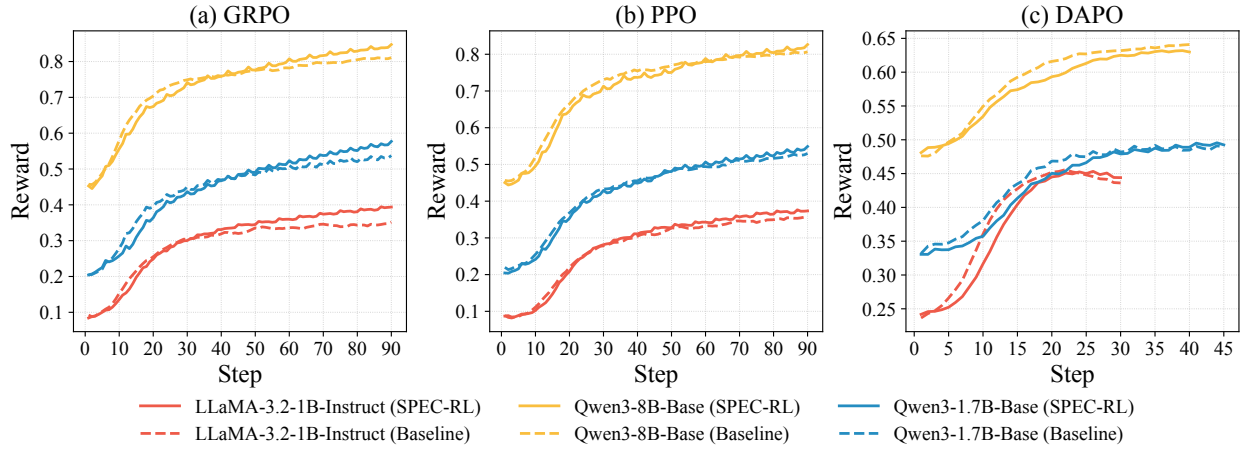 (a) GRPO
(b) PPO
(c) DAPO
Reward
0.8
0.7
0.6
0.5
0.4
0.3
0.2
0.1
0 10 20 30 40 50 60 70 80 90
Step
Reward
0.8
0.7
0.6
0.5
0.4
0.3
0.2
0.1
0 10 20 30 40 50 60 70 80 90
Step
Reward
0.65
0.60
0.55
0.50
0.45
0.40
0.35
0.30
0.25
0 5 10 15 20 25 30 35 40 45
Step
LLaMA-3.2-1B-Instruct (SPEC-RL)
LLaMA-3.2-1B-Instruct (Baseline)
Qwen3-8B-Base (SPEC-RL)
Qwen3-8B-Base (Baseline)
Qwen3-1.7B-Base (SPEC-RL)
Qwen3-1.7B-Base (Baseline)